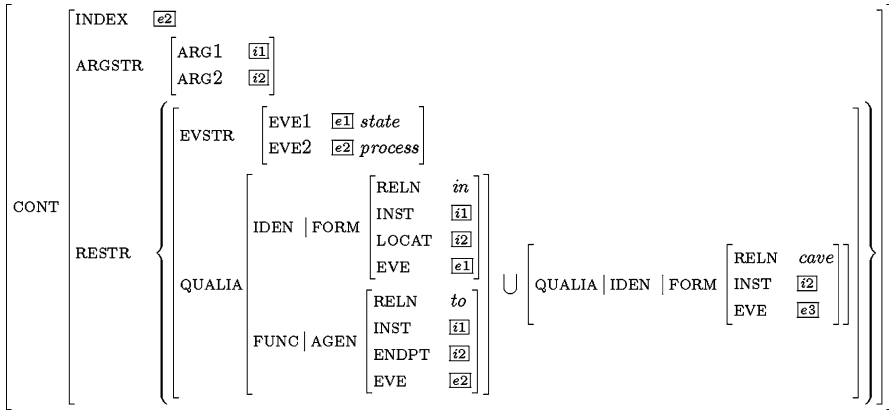 INDEX e2
ARG1 i1
ARGSTR
ARG2 i2
EVE1 e1 state
EVSTR
EVE2 e2 process
RELN in
INST i1
IDEN | FORM
LOCAT i2
EVE e1
CONT
RESTR
QUALIA
RELN to
INST i1
FUNC | AGEN
ENDPT i2
EVE e2
∪
RELN cave
QUALIA | IDEN | FORM INST i2
EVE e3